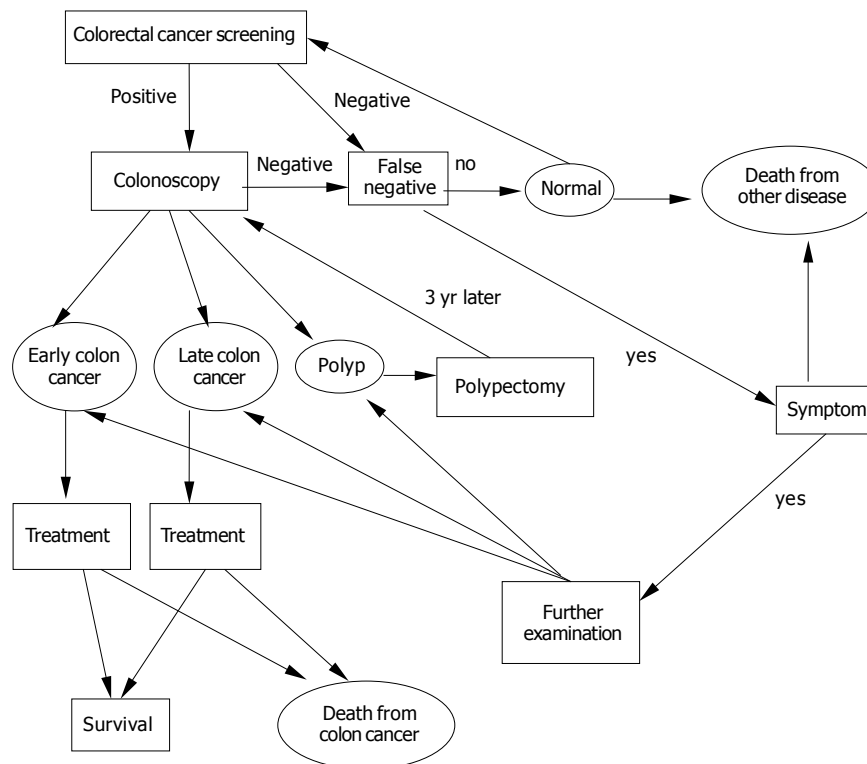 Colorectal cancer screening
Positive
Negative
Colonoscopy
Negative
False
negative
no
Normal
Death from
other disease
3 yr later
Early colon
cancer
Late colon
cancer
Polyp
Polypectomy
yes
Symptom
yes
Treatment
Treatment
Further
examination
Survival
Death from
colon cancer